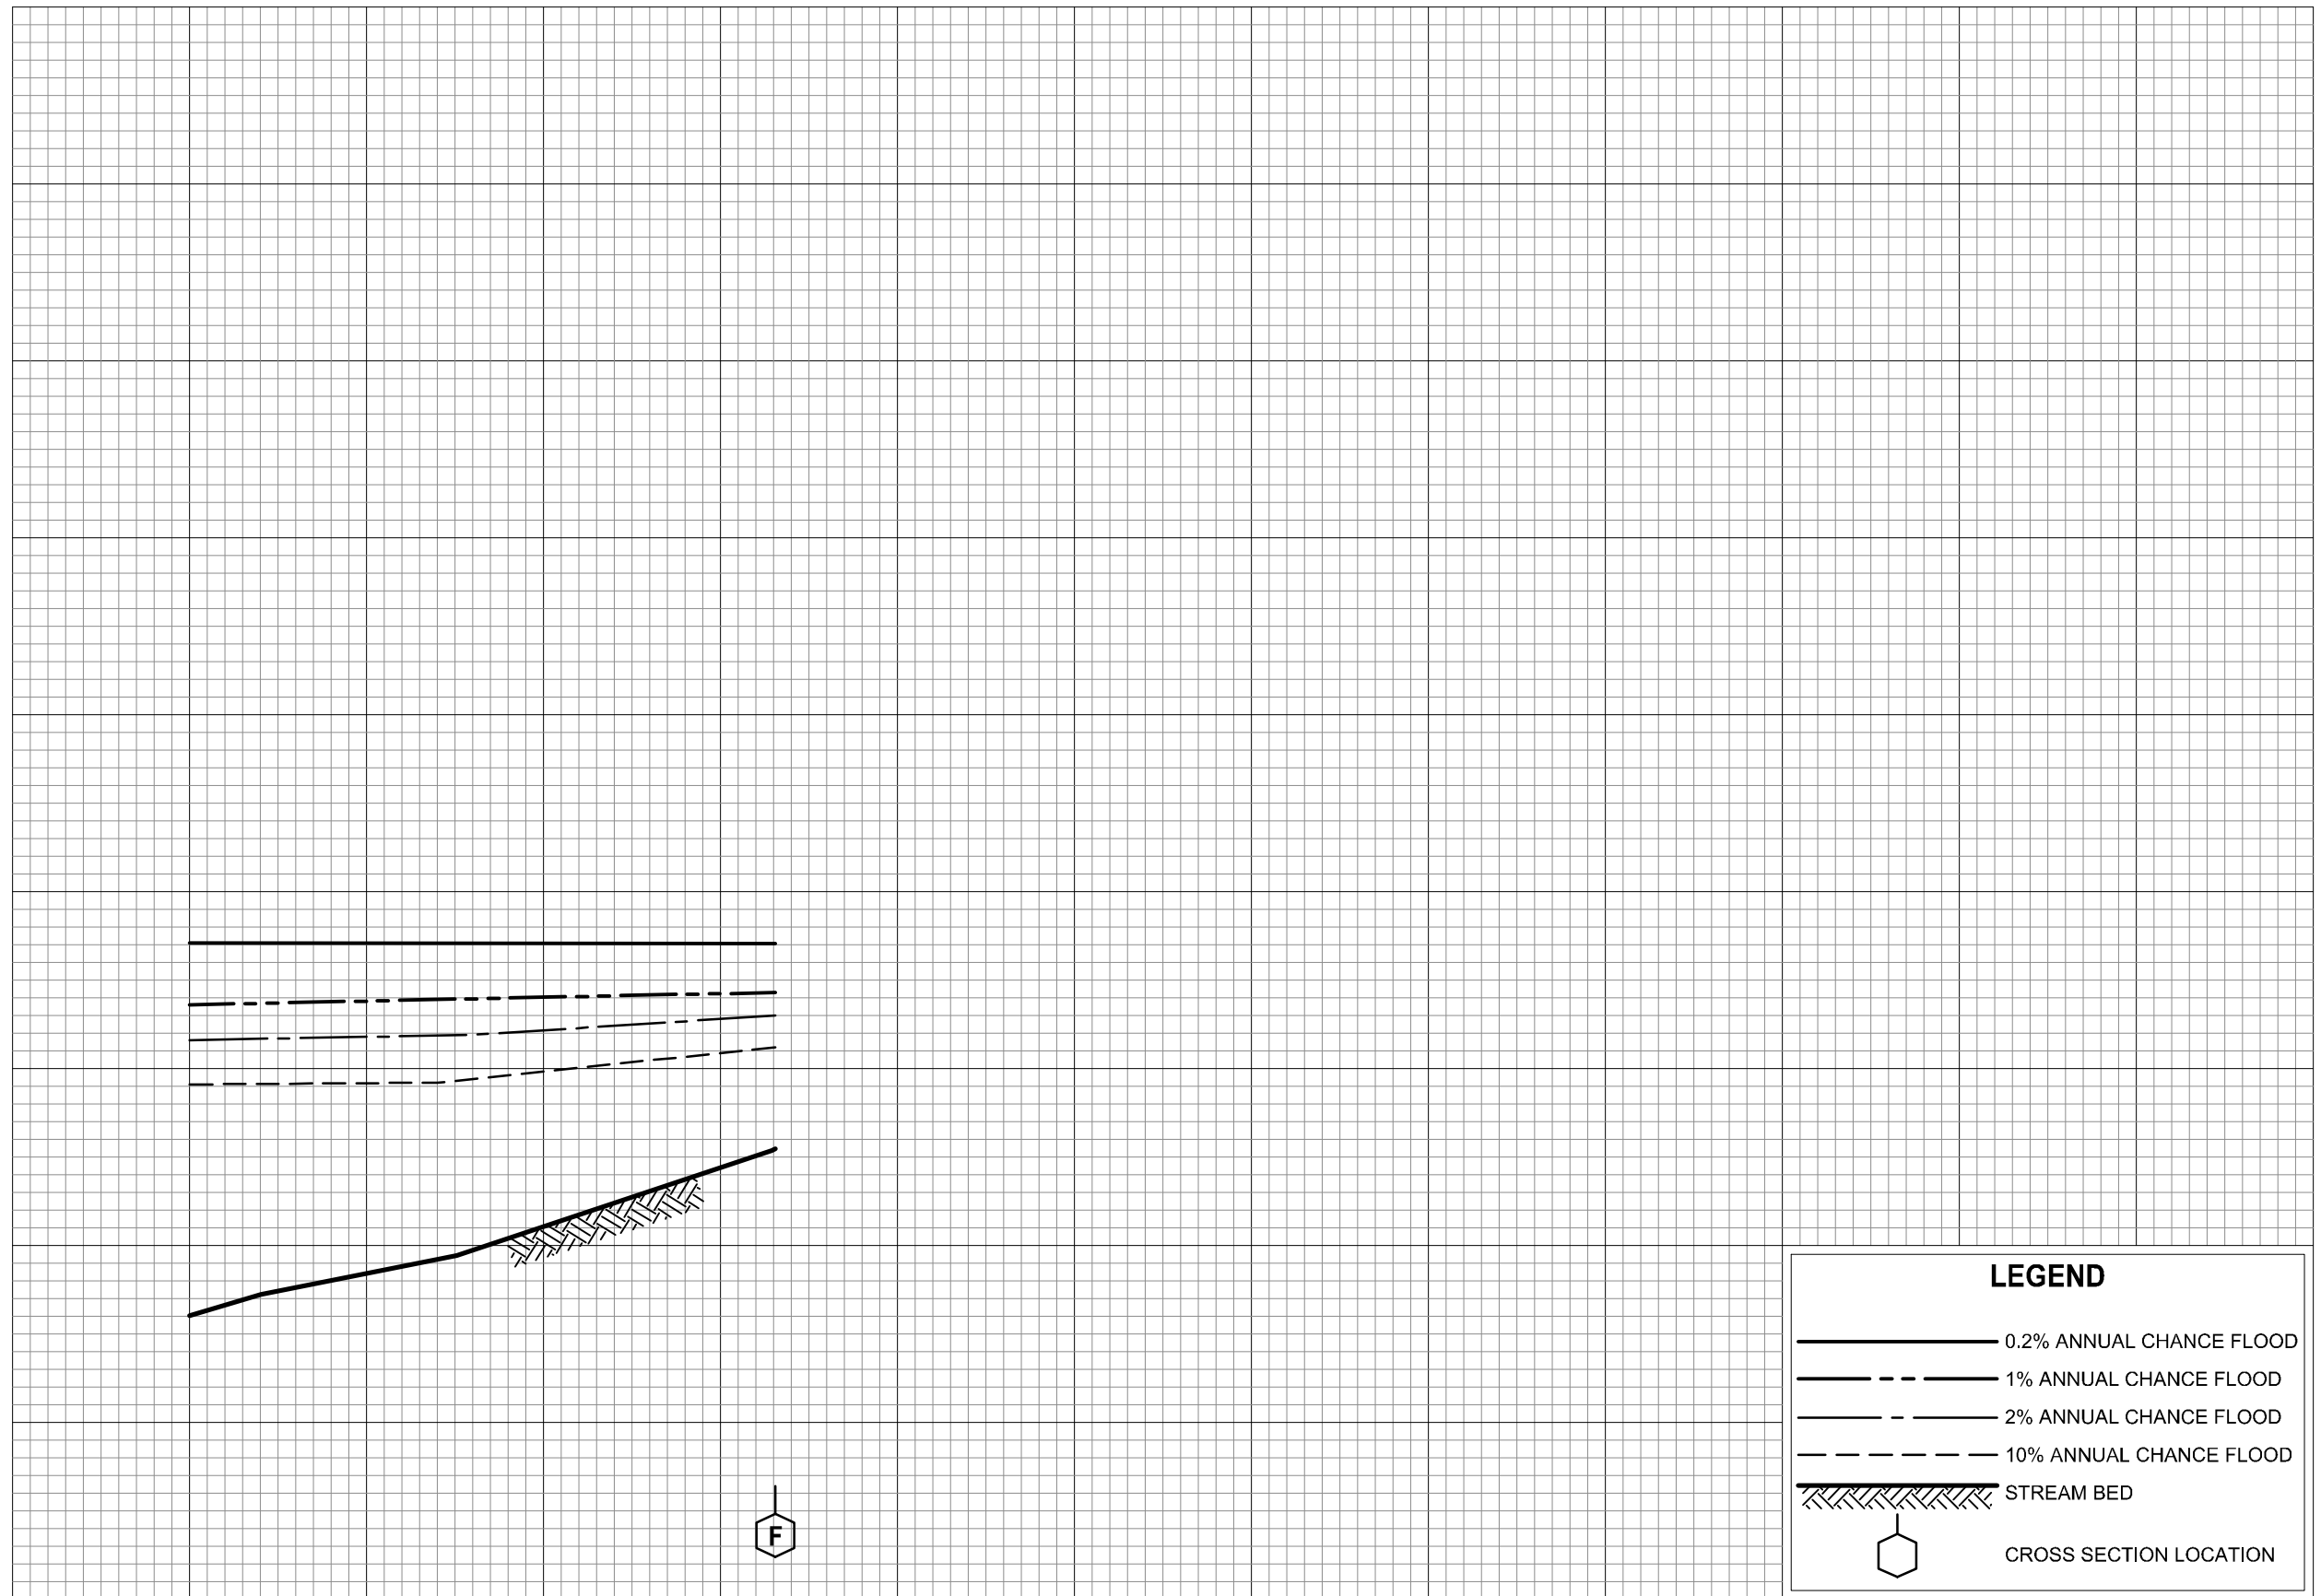 F
LEGEND
0.2% ANNUAL CHANCE FLOOD
1% ANNUAL CHANCE FLOOD
2% ANNUAL CHANCE FLOOD
10% ANNUAL CHANCE FLOOD
STREAM BED
CROSS SECTION LOCATION